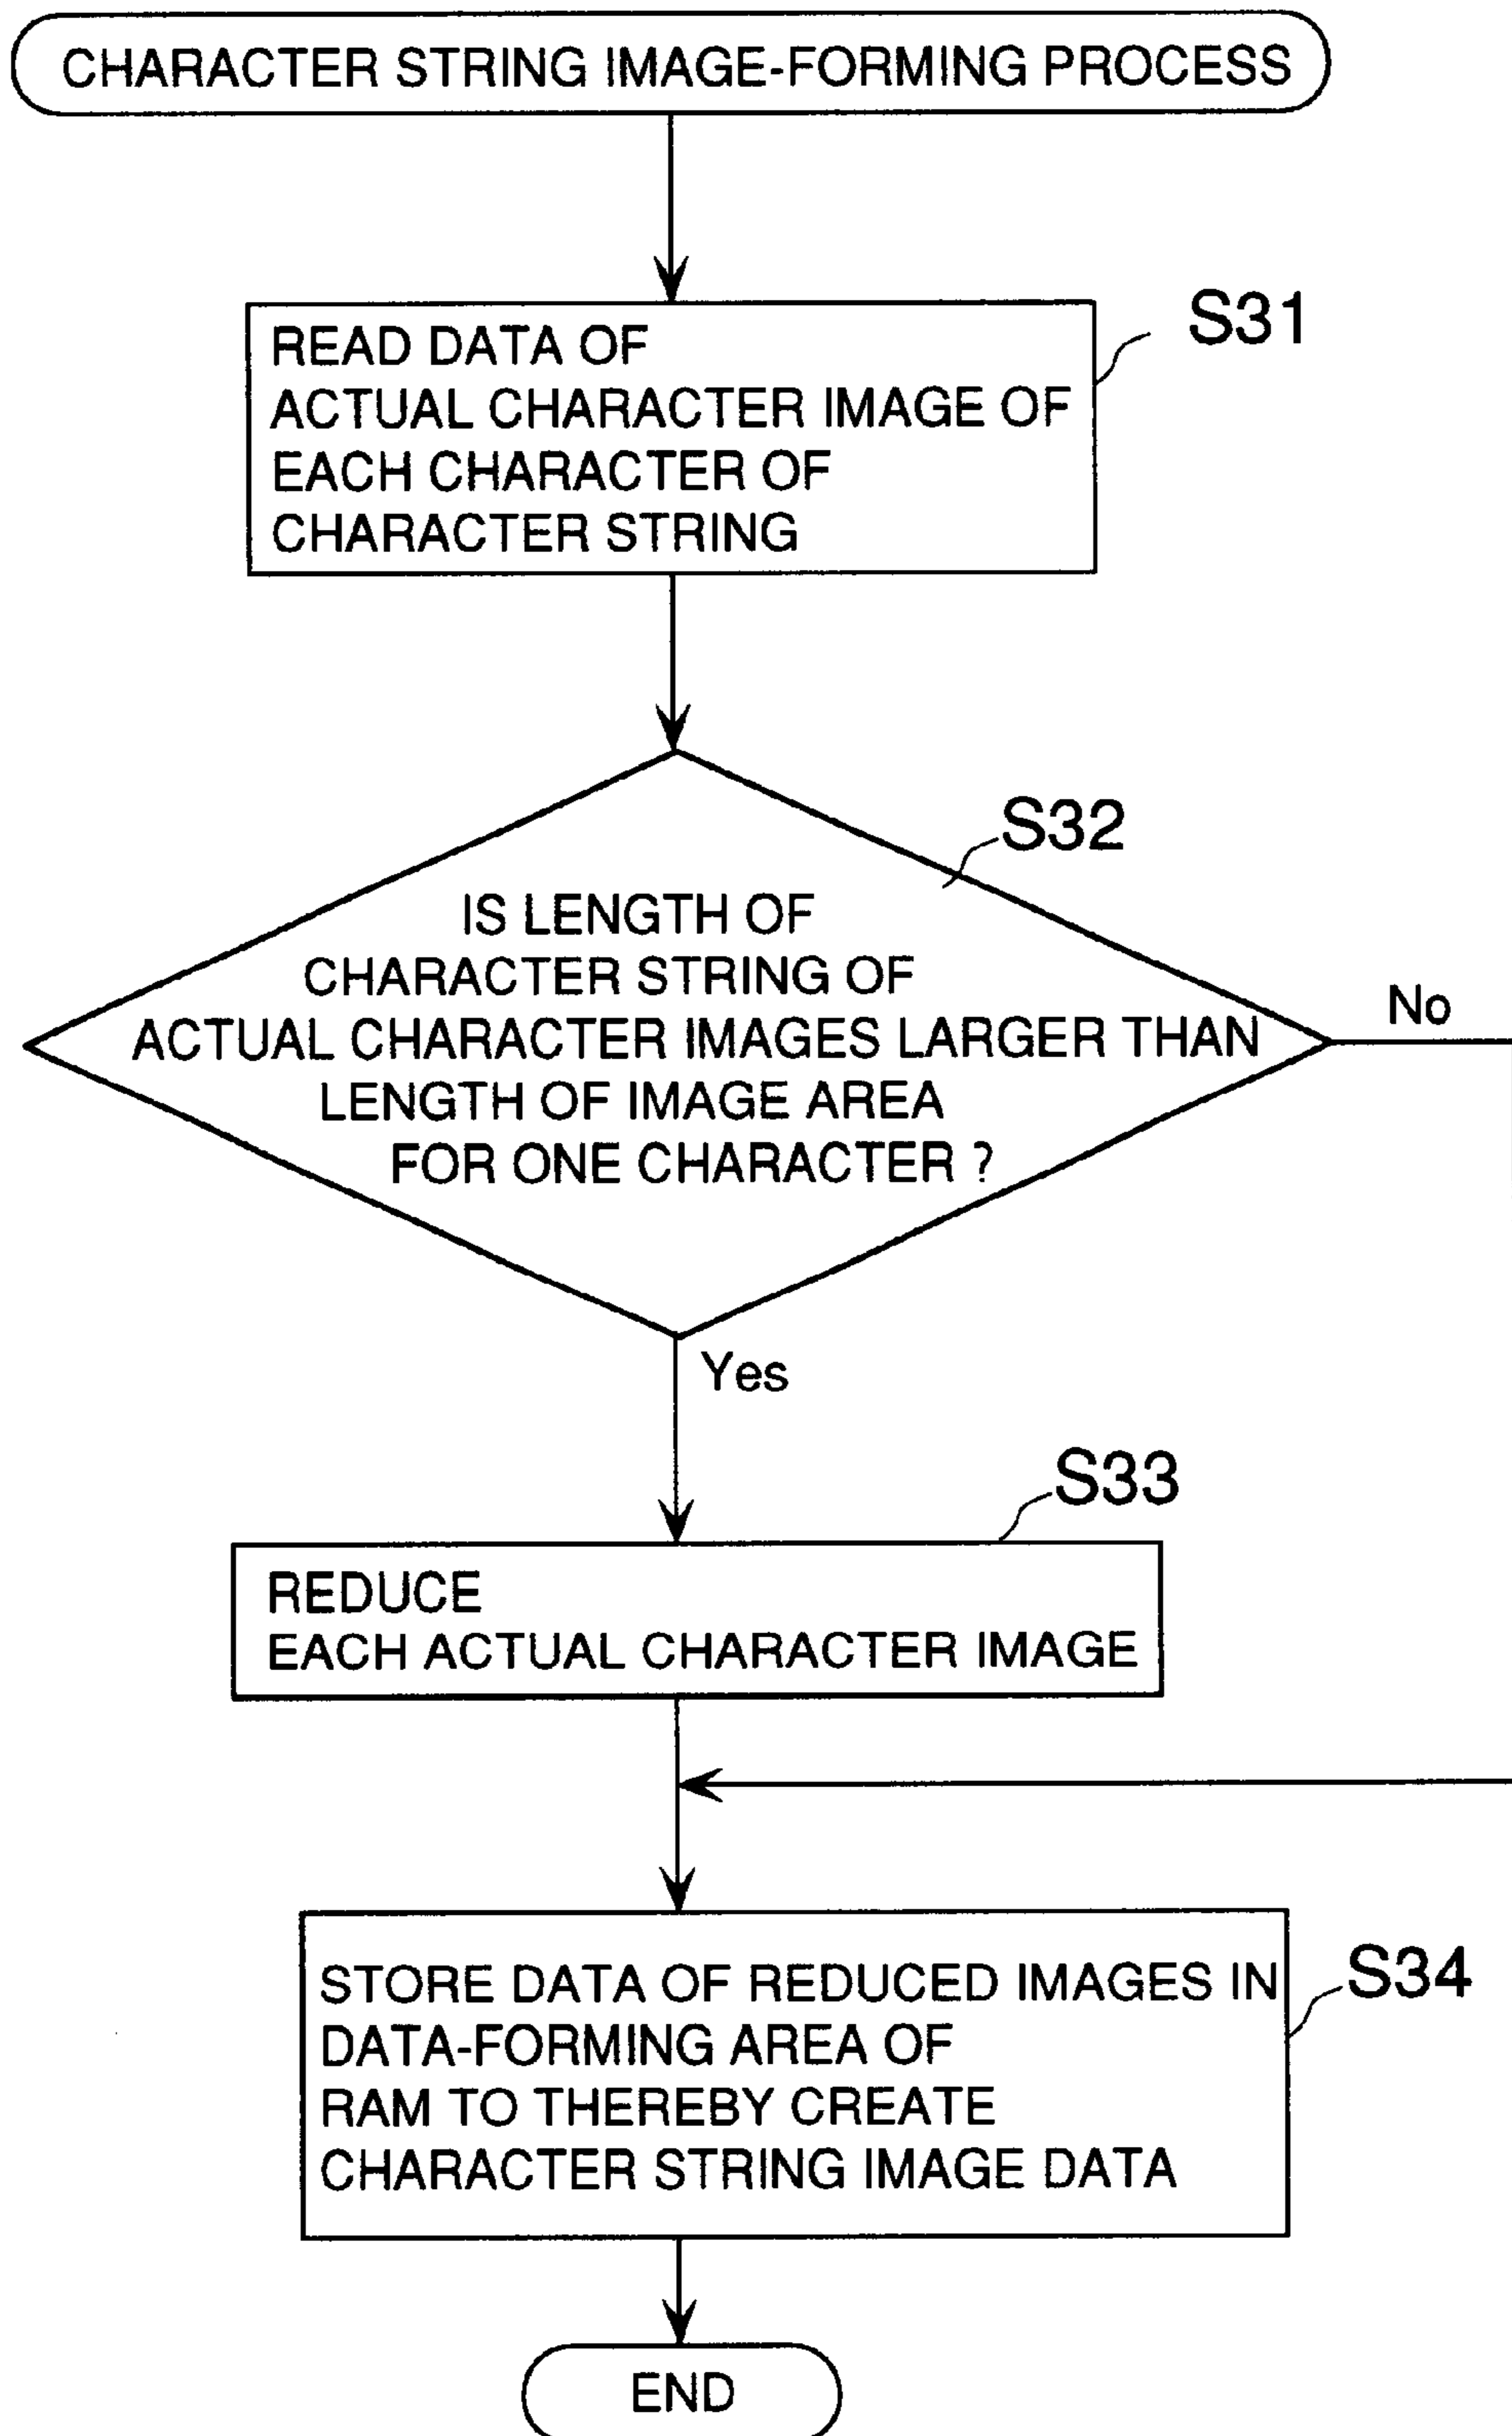 CHARACTER STRING IMAGE-FORMING PROCESS
S31
READ DATA OF
ACTUAL CHARACTER IMAGE OF
EACH CHARACTER OF
CHARACTER STRING
S32
IS LENGTH OF
CHARACTER STRING OF
ACTUAL CHARACTER IMAGES LARGER THAN
LENGTH OF IMAGE AREA
FOR ONE CHARACTER ?
No
Yes
S33
REDUCE
EACH ACTUAL CHARACTER IMAGE
S34
STORE DATA OF REDUCED IMAGES IN
DATA-FORMING AREA OF
RAM TO THEREBY CREATE
CHARACTER STRING IMAGE DATA
END